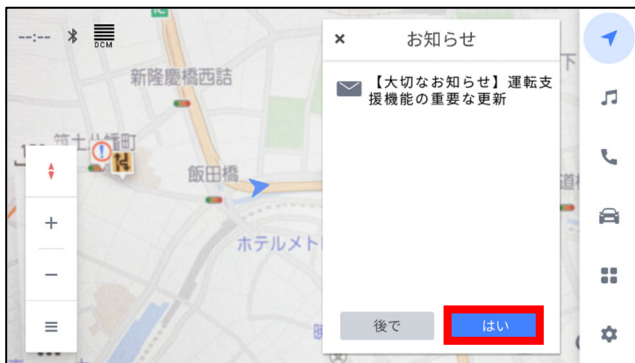 --:--
DCM
新隆慶橋西詰
飯田橋
ホテルメト
×
お知らせ
【大切なお知らせ】運転支
援機能の重要な更新
後で
はい
下